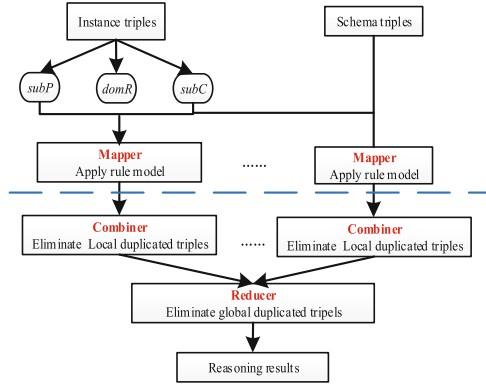 Instance triples
Schema triples
subP
domR
subC
Mapper
Apply rule model
......
Mapper
Apply rule model
Combiner
Eliminate Local duplicated triples
......
Combiner
Eliminate Local duplicated triples
Reducer
Eliminate global duplicated tripels
Reasoning results